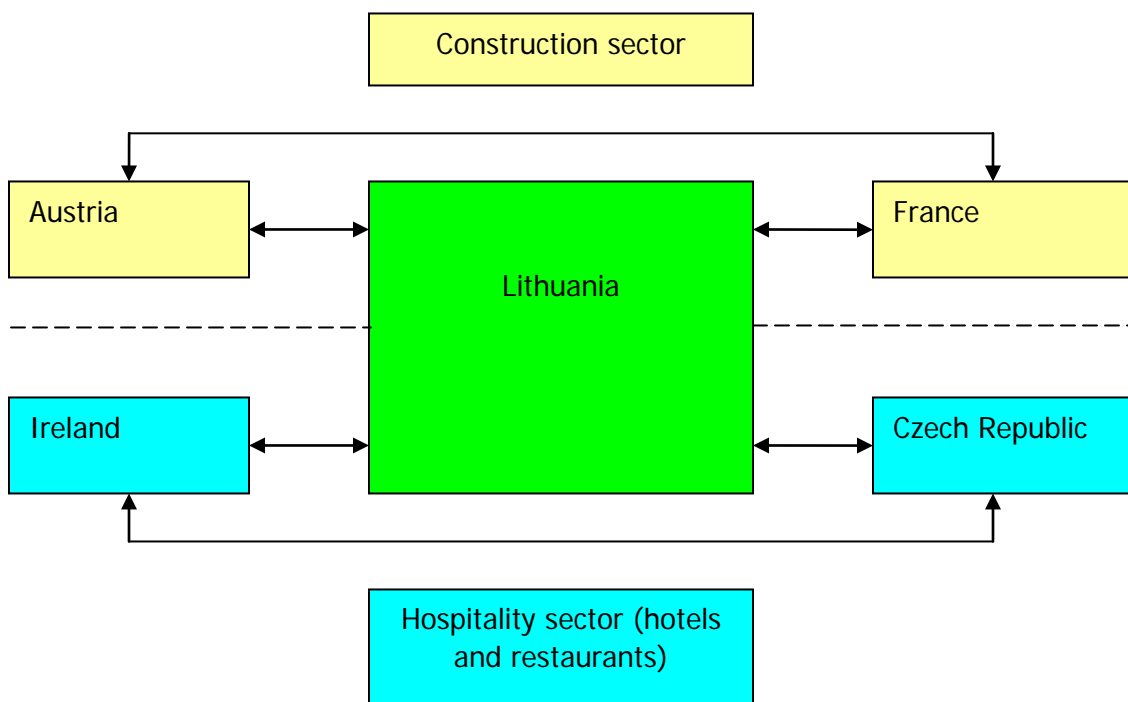 Construction sector
Austria
France
Lithuania
Ireland
Czech Republic
Hospitality sector (hotels
and restaurants)